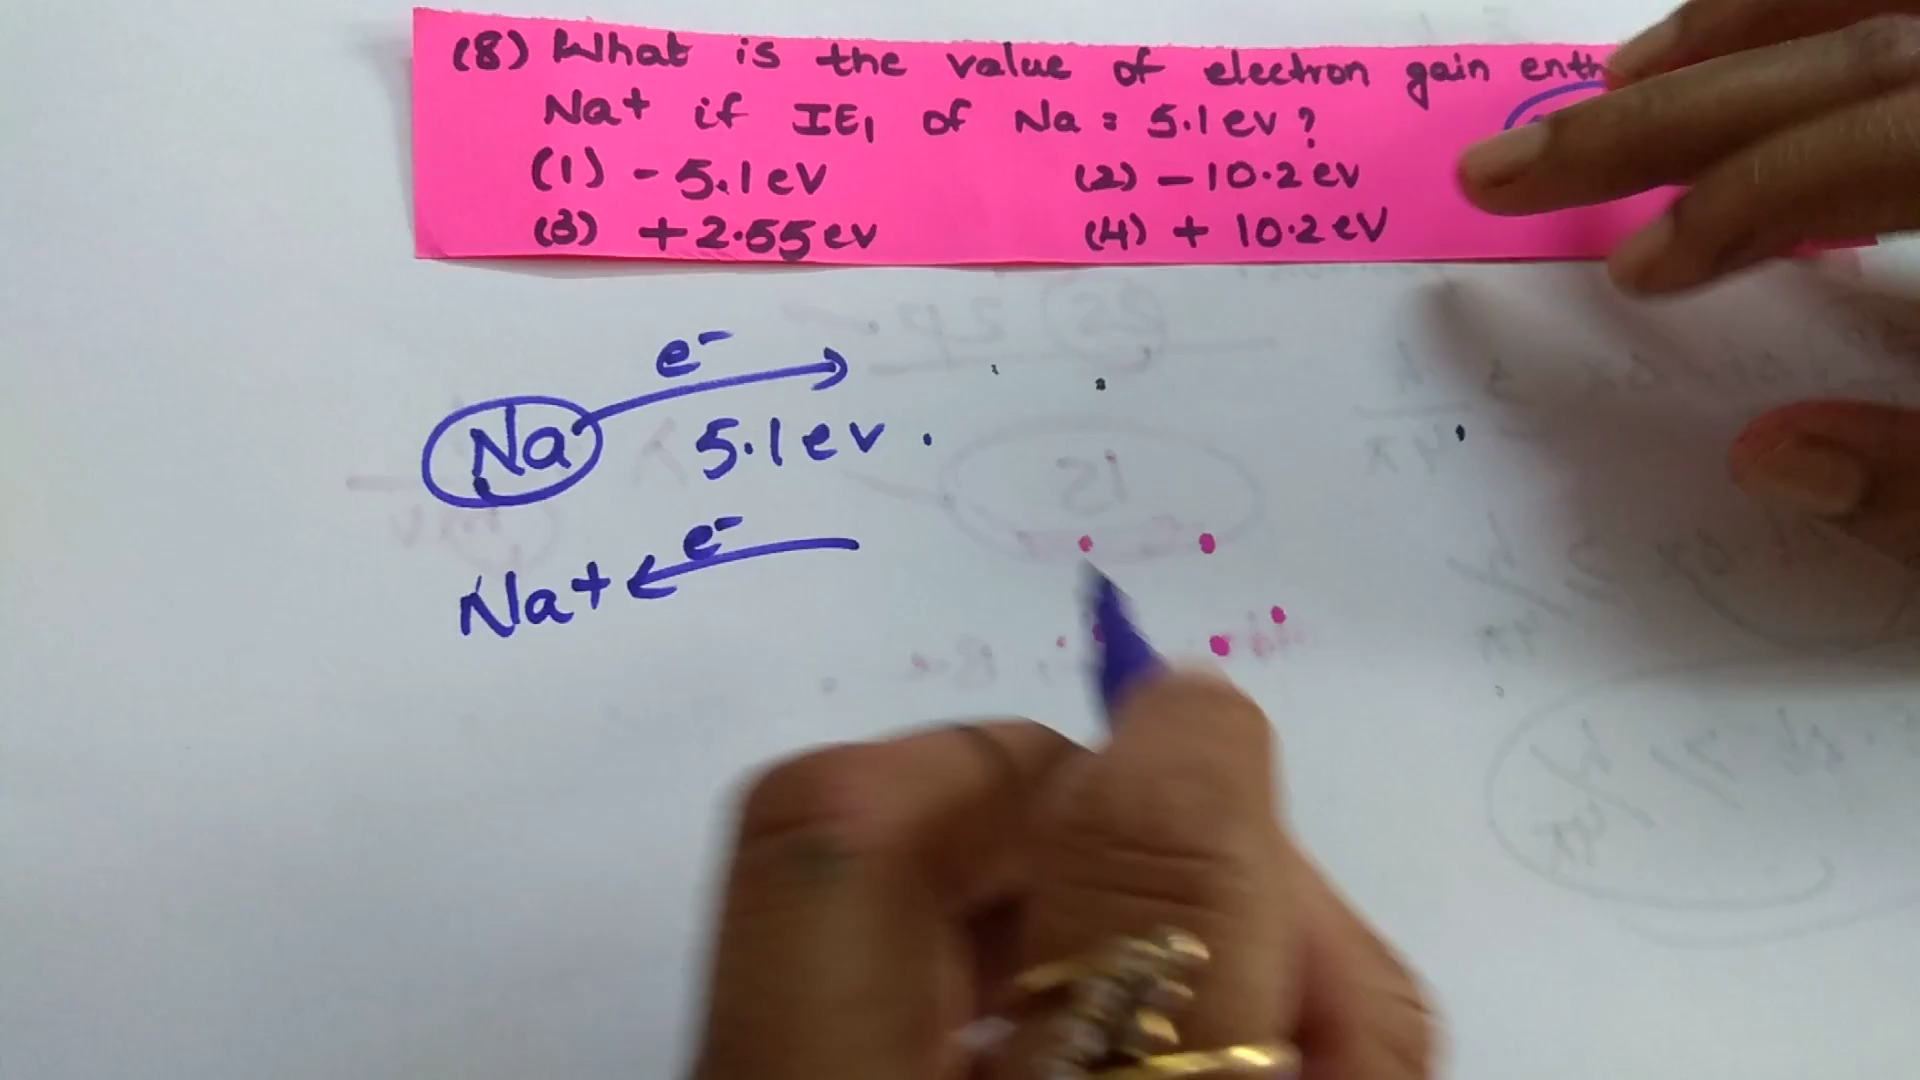 (8) What is the value of electron gain enth
Na+ if IE1 of Na = 5.1 ev?
(1) - 5.1 eV (2) - 10.2 ev
(3) + 2.55 ev (4) + 10.2 eV
e-
Na 5.1 ev.
e-
Na+